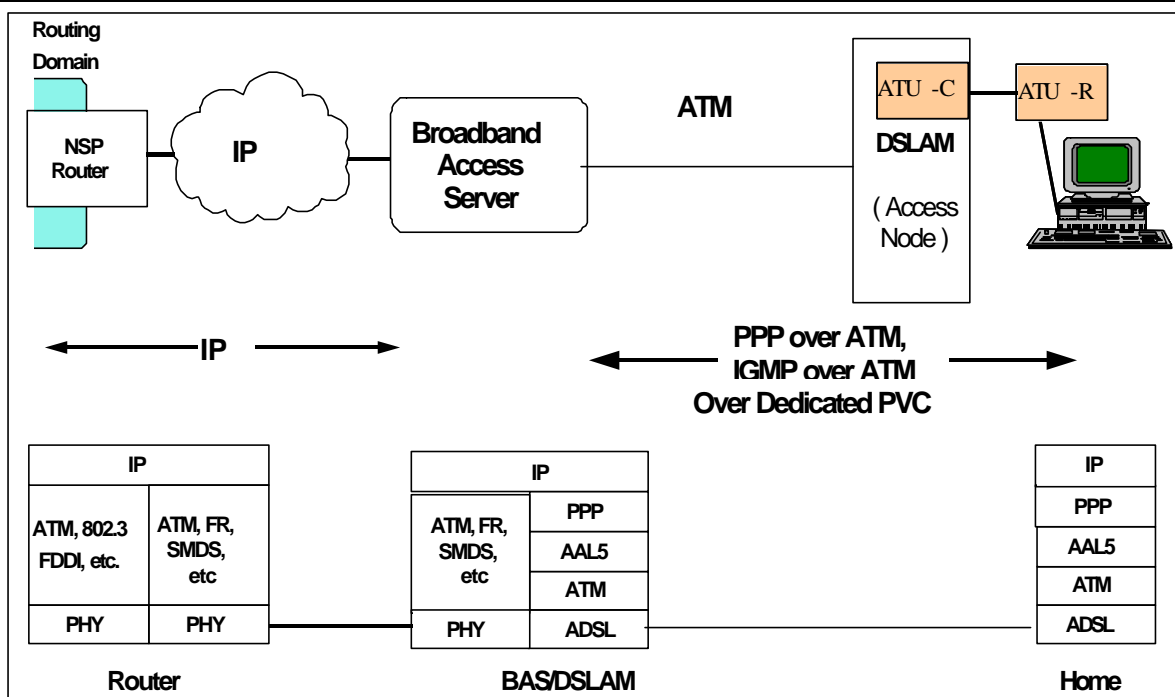 Routing
Domain
NSP
Router
IP
Broadband
Access
Server
ATM
ATU -C
DSLAM
( Access
Node )
ATU -R
IP
PPP over ATM,
IGMP over ATM
Over Dedicated PVC
IP
ATM, 802.3
FDDI, etc.
ATM, FR,
SMDS,
etc
PHY
PHY
Router
IP
ATM, FR,
SMDS,
etc
PHY
PPP
AAL5
ATM
ADSL
BAS/DSLAM
IP
PPP
AAL5
ATM
ADSL
Home